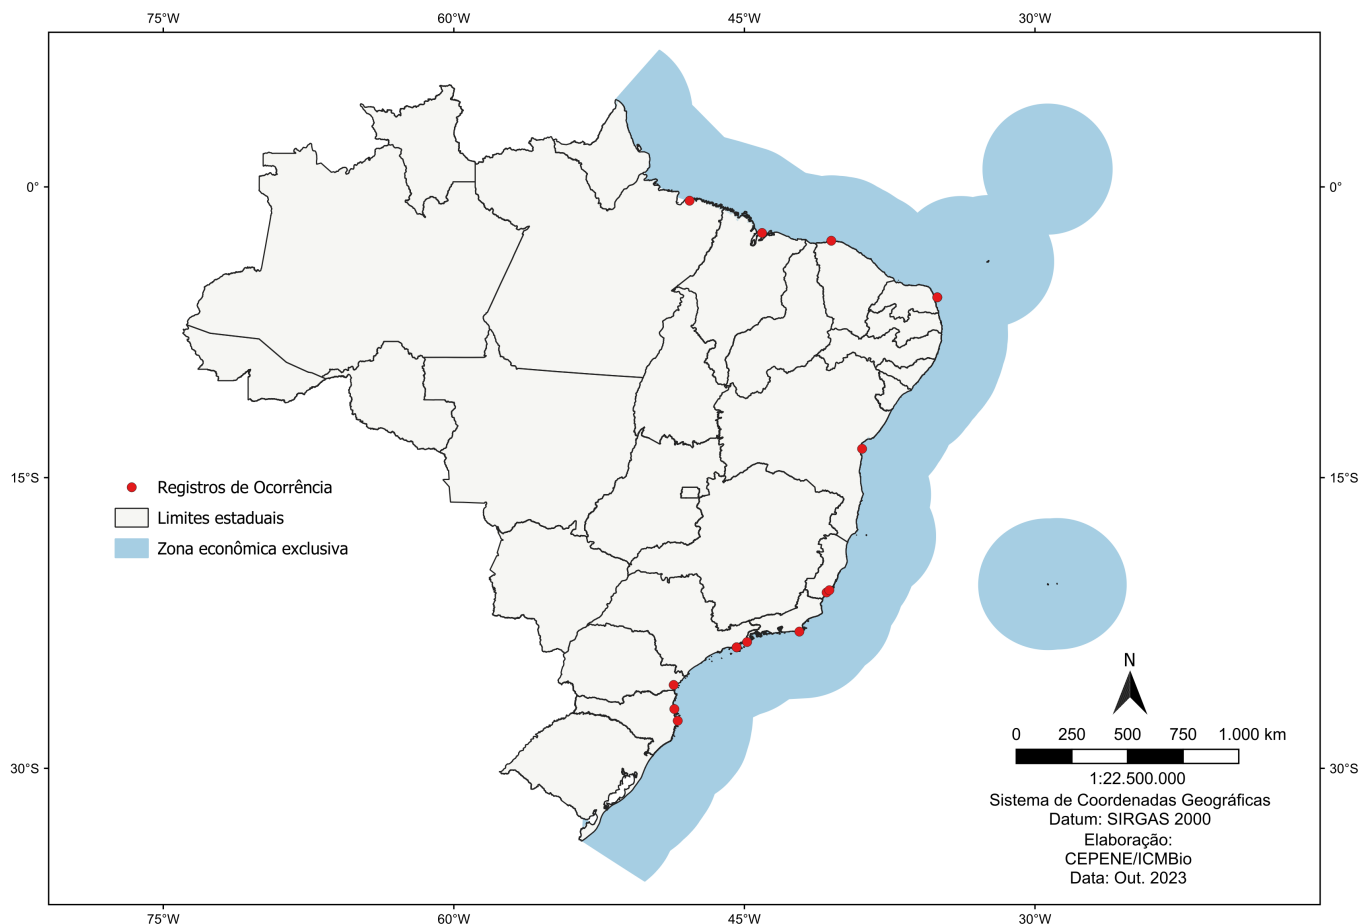 75°W 60°W 45°W 30°W
0° 0°
15°S 15°S
Registros de Ocorrência
Limites estaduais
Zona econômica exclusiva
N
0 250 500 750 1.000 km
30°S 30°S
1:22.500.000
Sistema de Coordenadas Geográficas
Datum: SIRGAS 2000
Elaboração:
CEPENE/ICMBio
Data: Out. 2023
75°W 60°W 45°W 30°W